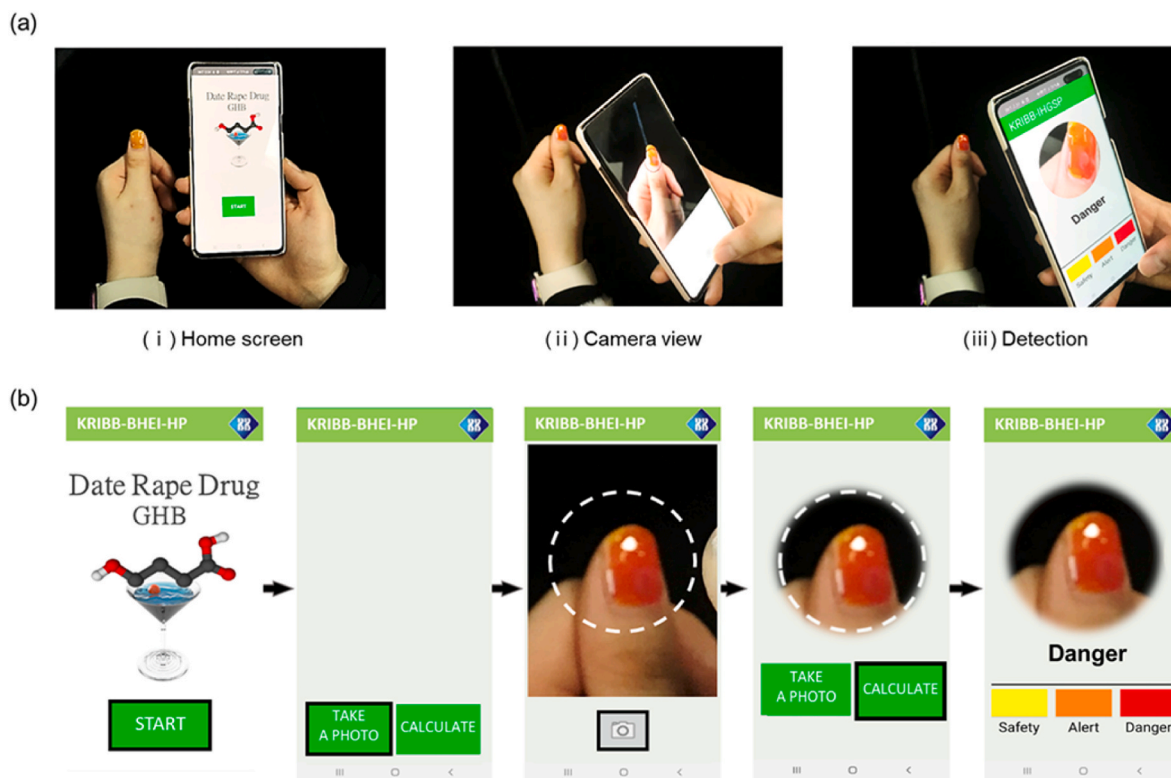 (a)
Date Rape Drug
GHB
START
KRIBB-IHGSP
Danger
Safety
Alert
Danger
(ⅰ) Home screen
(ⅱ) Camera view
(ⅲ) Detection
(b)
KRIBB-BHEI-HP
Date Rape Drug
GHB
START
KRIBB-BHEI-HP
TAKE
A PHOTO
CALCULATE
KRIBB-BHEI-HP
KRIBB-BHEI-HP
TAKE
A PHOTO
CALCULATE
KRIBB-BHEI-HP
Danger
Safety
Alert
Danger